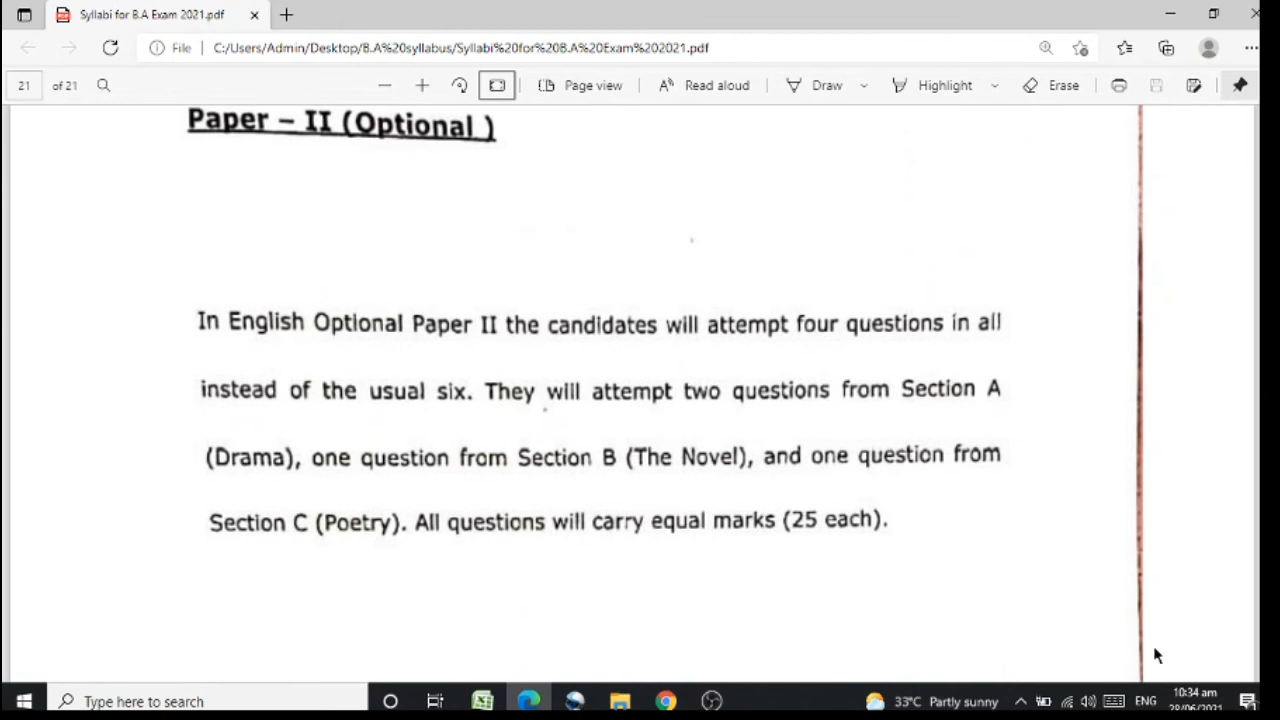 Syllabi for B.A Exam 2021.pdf
File C:/Users/Admin/Desktop/B.A%20syllabus/Syllabi%20for%20B.A%20Exam%202021.pdf
21 of 21 Page view Read aloud Draw Highlight Erase
Paper – II (Optional )
In English Optional Paper II the candidates will attempt four questions in all
instead of the usual six. They will attempt two questions from Section A
(Drama), one question from Section B (The Novel), and one question from
Section C (Poetry). All questions will carry equal marks (25 each).
Type here to search 33°C Partly sunny ENG 10:34 am
28/06/2021